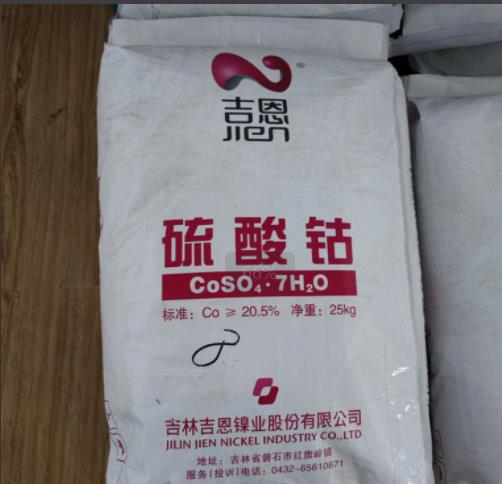 ®
吉恩
JIEN
硫酸钴
66%
CoSO₄·7H₂O
标准：Co ≥ 20.5% 净重：25kg
吉林吉恩镍业股份有限公司
JILIN JIEN NICKEL INDUSTRY CO.,LTD
地址：吉林省磐石市红旗岭镇
服务(投诉)电话：0432-65610671